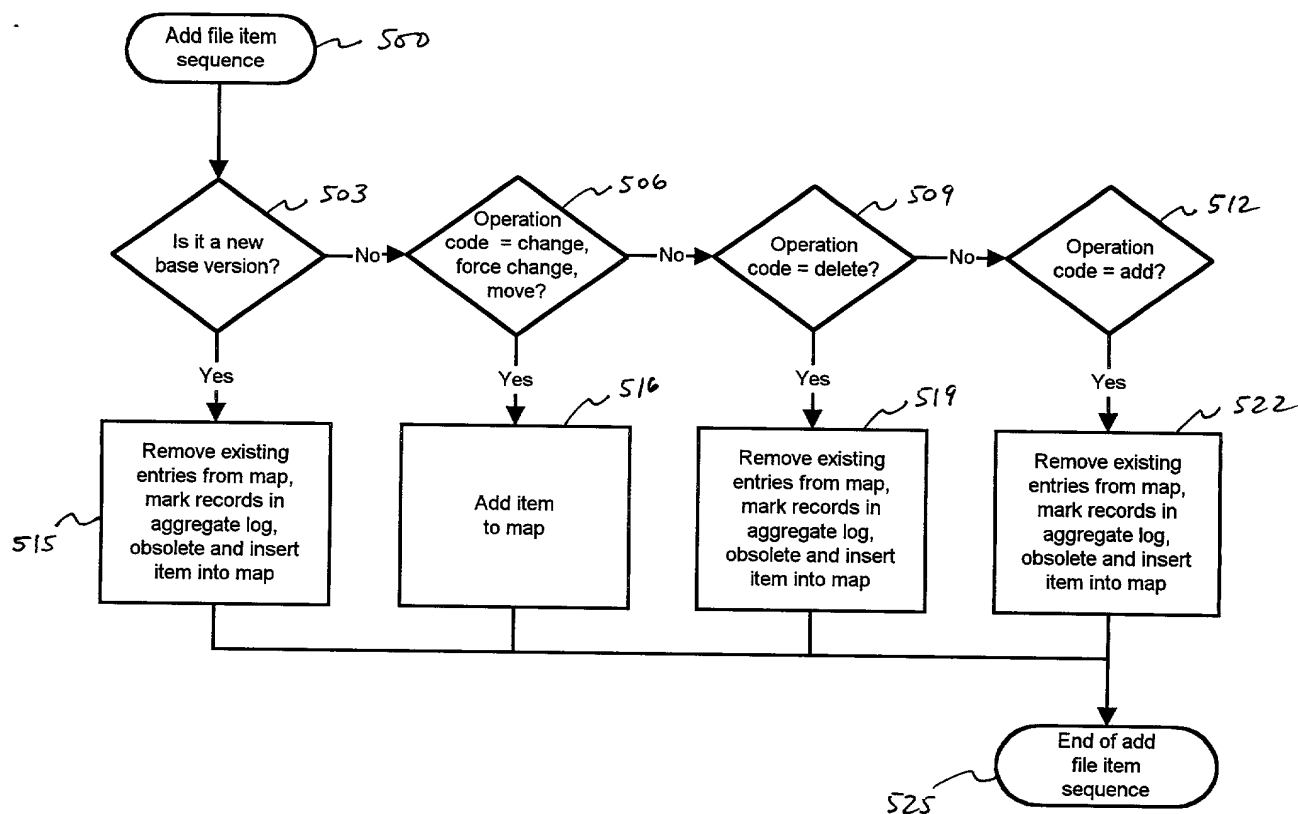 Add file item
sequence
500
503
506
509
512
Is it a new
base version?
No
Operation
code = change,
force change,
move?
No
Operation
code = delete?
No
Operation
code = add?
Yes
Yes
Yes
Yes
515
516
519
522
Remove existing
entries from map,
mark records in
aggregate log,
obsolete and insert
item into map
Add item
to map
Remove existing
entries from map,
mark records in
aggregate log,
obsolete and insert
item into map
Remove existing
entries from map,
mark records in
aggregate log,
obsolete and insert
item into map
End of add
file item
sequence
525